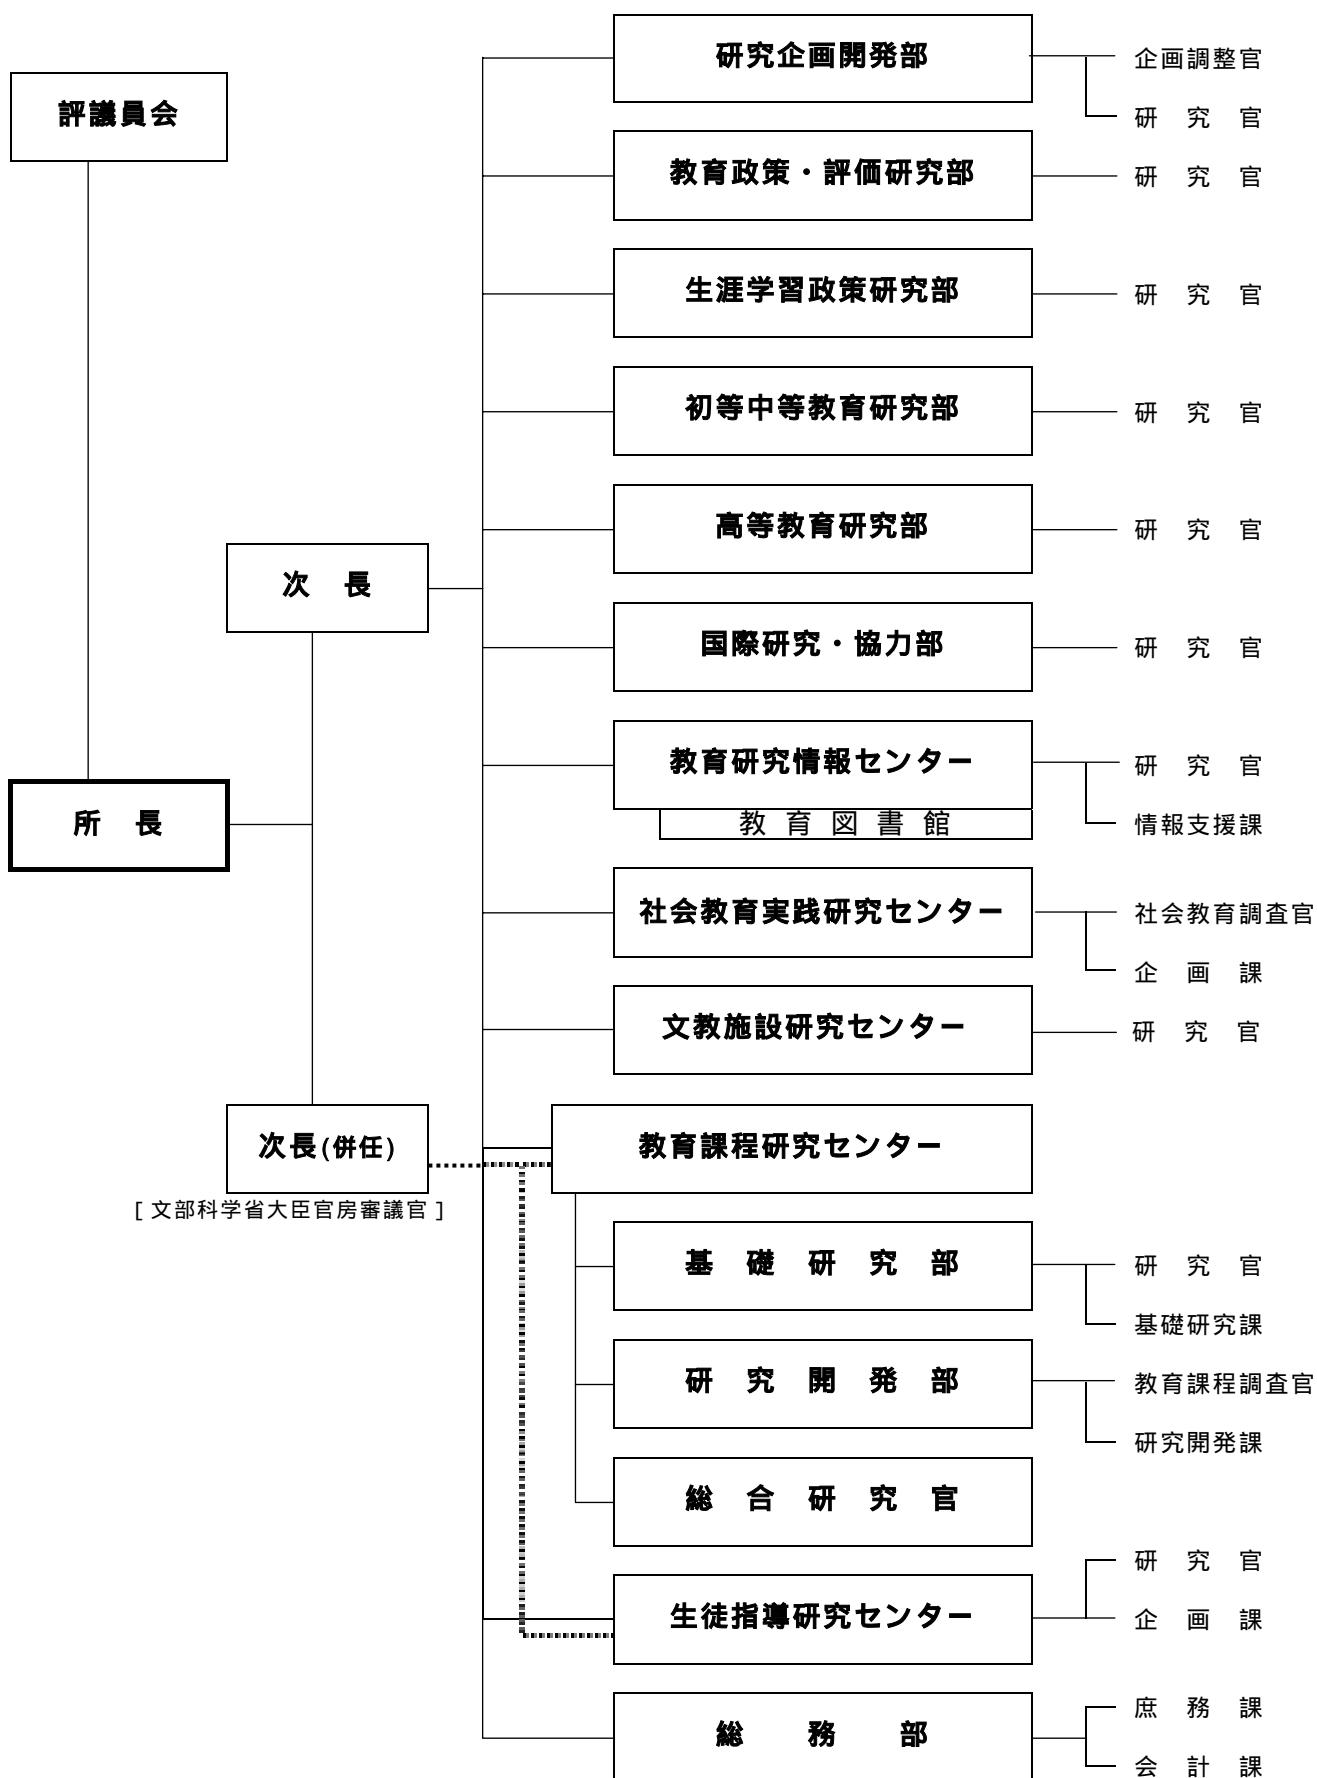 研究企画開発部
企画調整官
評議員会
研　究　官
教育政策・評価研究部
研　究　官
生涯学習政策研究部
研　究　官
初等中等教育研究部
研　究　官
高等教育研究部
研　究　官
次　長
国際研究・協力部
研　究　官
教育研究情報センター
研　究　官
所　長
教 育 図 書 館
情報支援課
社会教育実践研究センター
社会教育調査官
企　画　課
文教施設研究センター
研　究　官
次長(併任)
教育課程研究センター
[ 文部科学省大臣官房審議官 ]
基　礎　研　究　部
研　究　官
基礎研究課
研　究　開　発　部
教育課程調査官
研究開発課
総　合　研　究　官
研　究　官
生徒指導研究センター
企　画　課
庶　務　課
総　　務　　部
会　計　課